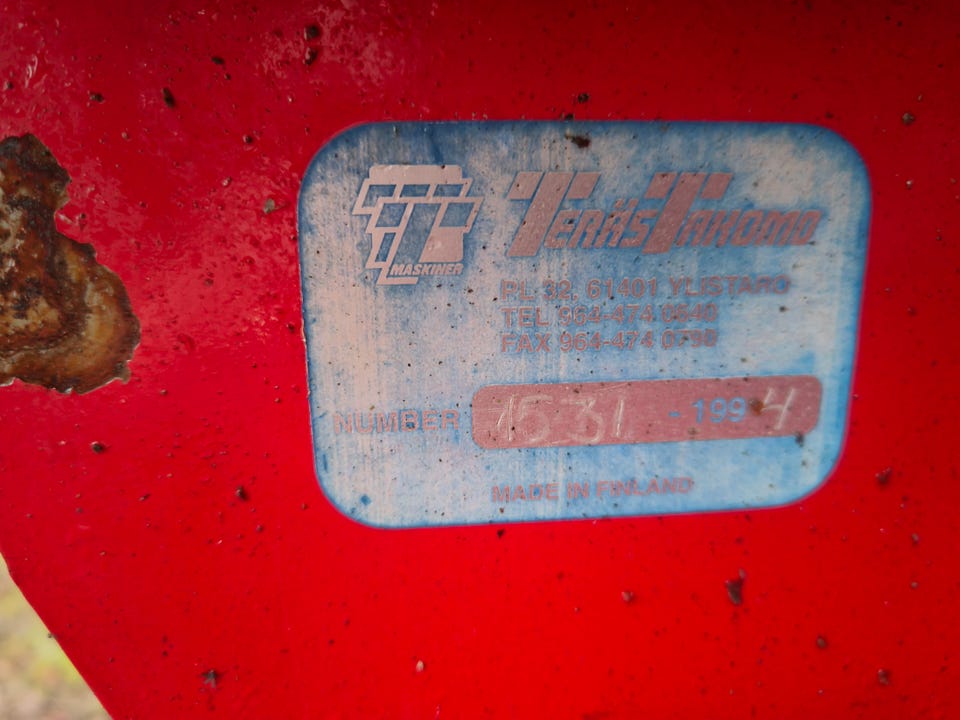 TT MASKINER
TERÄSTAKOMO
PL 32, 61401 YLISTARO
TEL 964-474 0640
FAX 964-474 0790
NUMBER 1531 -1994
MADE IN FINLAND